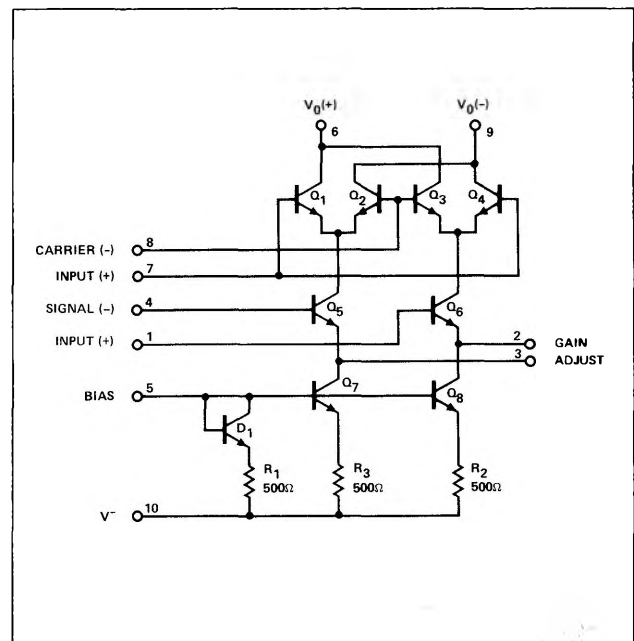 V0(+) V0(-)
6 9
Q1 Q2 Q3 Q4
CARRIER (-) 8
INPUT (+) 7
SIGNAL (-) 4 Q5 Q6
INPUT (+) 1
2 GAIN
3 ADJUST
BIAS 5 Q7 Q8
D1
R1 500Ω R3 500Ω R2 500Ω
V- 10